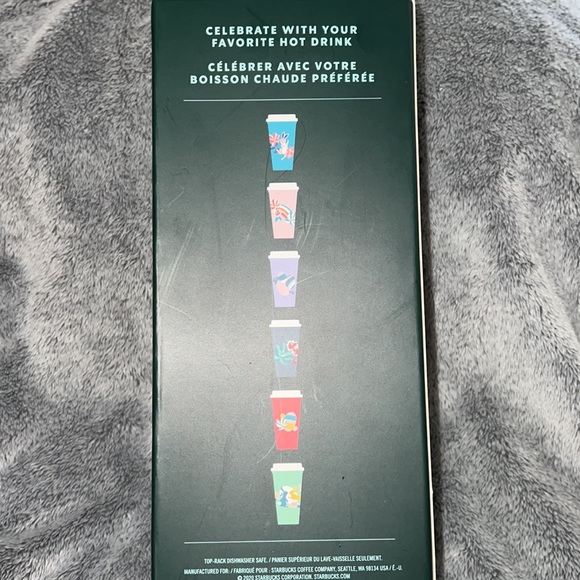 CELEBRATE WITH YOUR
FAVORITE HOT DRINK
CÉLÉBRER AVEC VOTRE
BOISSON CHAUDE PRÉFÉRÉE
TOP-RACK DISHWASHER SAFE. / PANIER SUPÉRIEUR DU LAVE-VAISSELLE SEULEMENT.
MANUFACTURED FOR: / FABRIQUÉ POUR : STARBUCKS COFFEE COMPANY, SEATTLE, WA 98134 USA / É.-U.
© 2020 STARBUCKS CORPORATION. STARBUCKS.COM